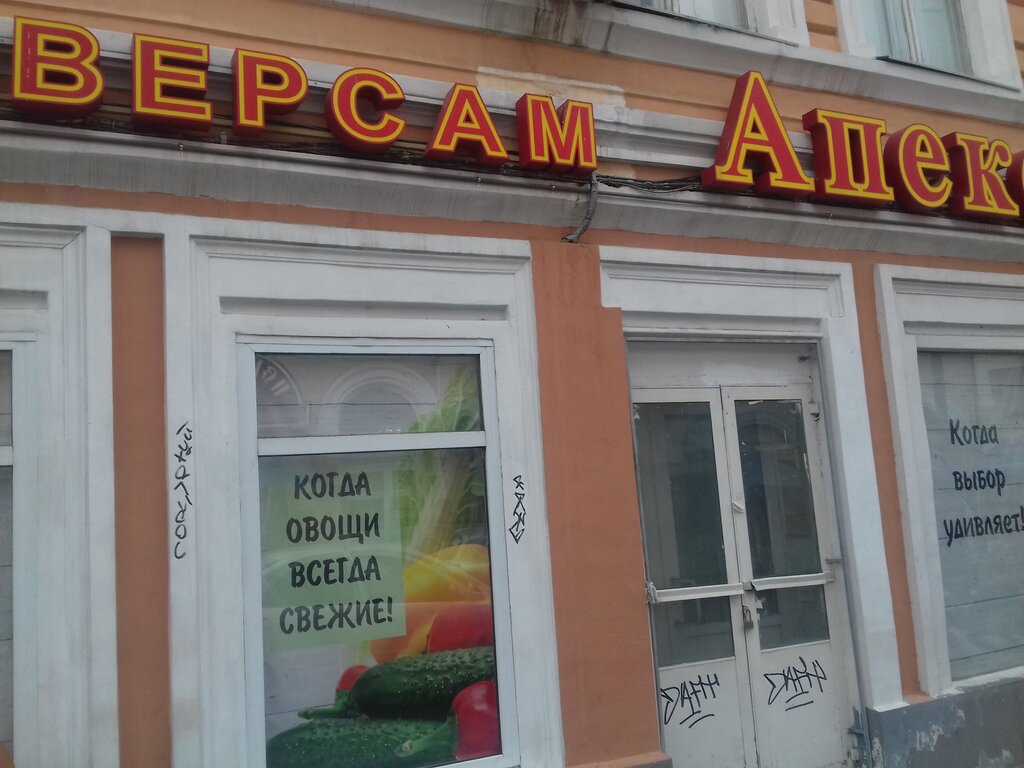 ВЕРСАМ Апек
КОГДА
ОВОЩИ
ВСЕГДА
СВЕЖИЕ!
Когда
выбор
удивляет!